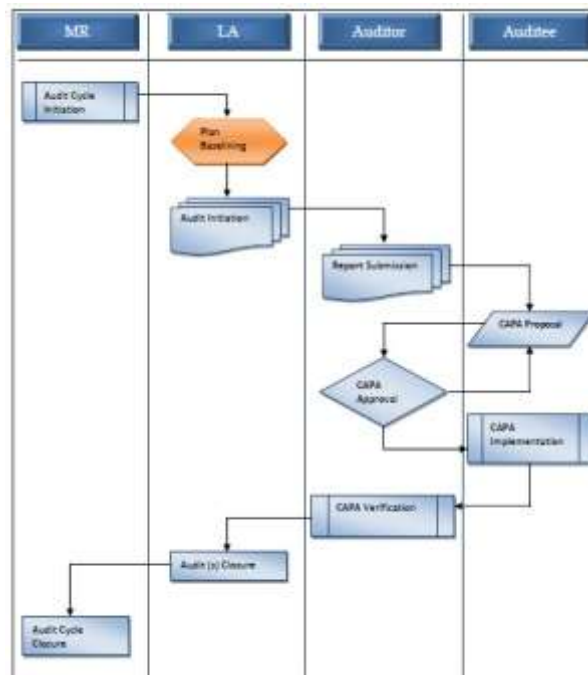 MR
LA
Auditor
Auditee
Audit Cycle
Initiation
Plan
Baselining
Audit Initiation
Report Submission
CAPA Proposal
CAPA
Approval
CAPA
Implementation
CAPA Verification
Audit (s) Closure
Audit Cycle
Closure